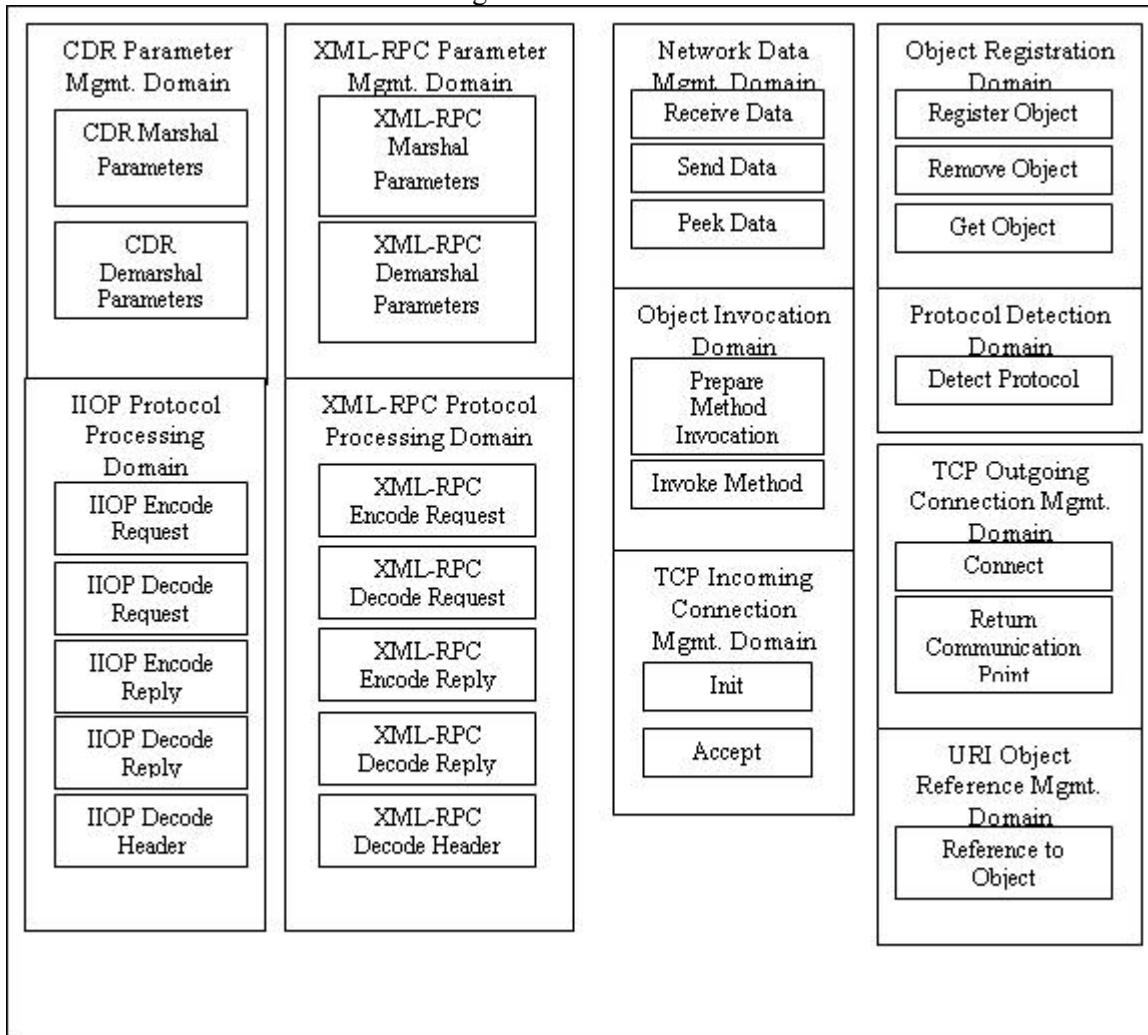 CDR Parameter
Mgmt. Domain
CDR Marshal
Parameters
CDR
Demarshal
Parameters
XML-RPC Parameter
Mgmt. Domain
XML-RPC
Marshal
Parameters
XML-RPC
Demarshal
Parameters
IIOP Protocol
Processing
Domain
IIOP Encode
Request
IIOP Decode
Request
IIOP Encode
Reply
IIOP Decode
Reply
IIOP Decode
Header
XML-RPC Protocol
Processing Domain
XML-RPC
Encode Request
XML-RPC
Decode Request
XML-RPC
Encode Reply
XML-RPC
Decode Reply
XML-RPC
Decode Header
Network Data
Mgmt. Domain
Receive Data
Send Data
Peek Data
Object Invocation
Domain
Prepare
Method
Invocation
Invoke Method
TCP Incoming
Connection
Mgmt. Domain
Init
Accept
Object Registration
Domain
Register Object
Remove Object
Get Object
Protocol Detection
Domain
Detect Protocol
TCP Outgoing
Connection Mgmt.
Domain
Connect
Return
Communication
Point
URI Object
Reference Mgmt.
Domain
Reference to
Object